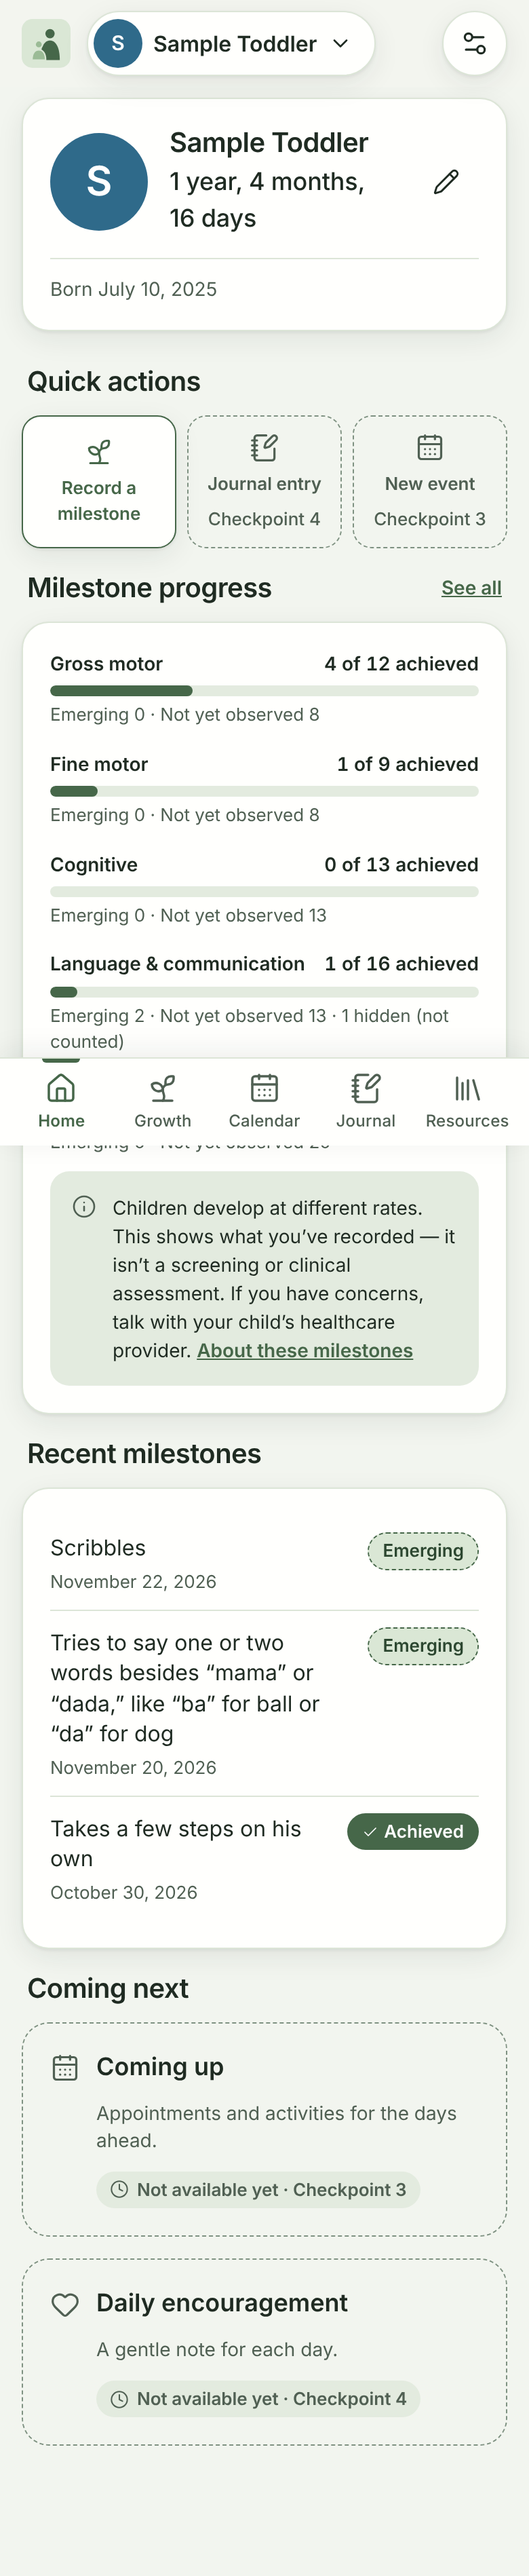 S
Sample Toddler
S
Sample Toddler
1 year, 4 months,
16 days
Born July 10, 2025
Quick actions
Record a
milestone
Journal entry
Checkpoint 4
New event
Checkpoint 3
Milestone progress
See all
Gross motor
4 of 12 achieved
Emerging 0 · Not yet observed 8
Fine motor
1 of 9 achieved
Emerging 0 · Not yet observed 8
Cognitive
0 of 13 achieved
Emerging 0 · Not yet observed 13
Language & communication
1 of 16 achieved
Emerging 2 · Not yet observed 13 · 1 hidden (not
counted)
Home
Growth
Calendar
Journal
Resources
Children develop at different rates.
This shows what you’ve recorded — it
isn’t a screening or clinical
assessment. If you have concerns,
talk with your child’s healthcare
provider. About these milestones
Recent milestones
Scribbles
Emerging
November 22, 2026
Tries to say one or two
words besides “mama” or
“dada,” like “ba” for ball or
“da” for dog
Emerging
November 20, 2026
Takes a few steps on his
own
Achieved
October 30, 2026
Coming next
Coming up
Appointments and activities for the days
ahead.
Not available yet · Checkpoint 3
Daily encouragement
A gentle note for each day.
Not available yet · Checkpoint 4